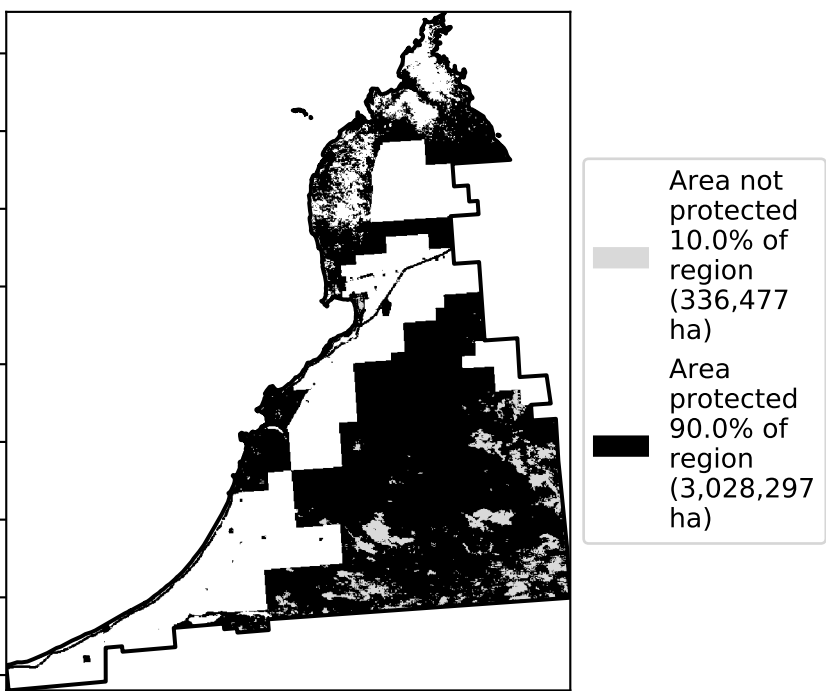 Area not
protected
10.0% of
region
(336,477
ha)
Area
protected
90.0% of
region
(3,028,297
ha)